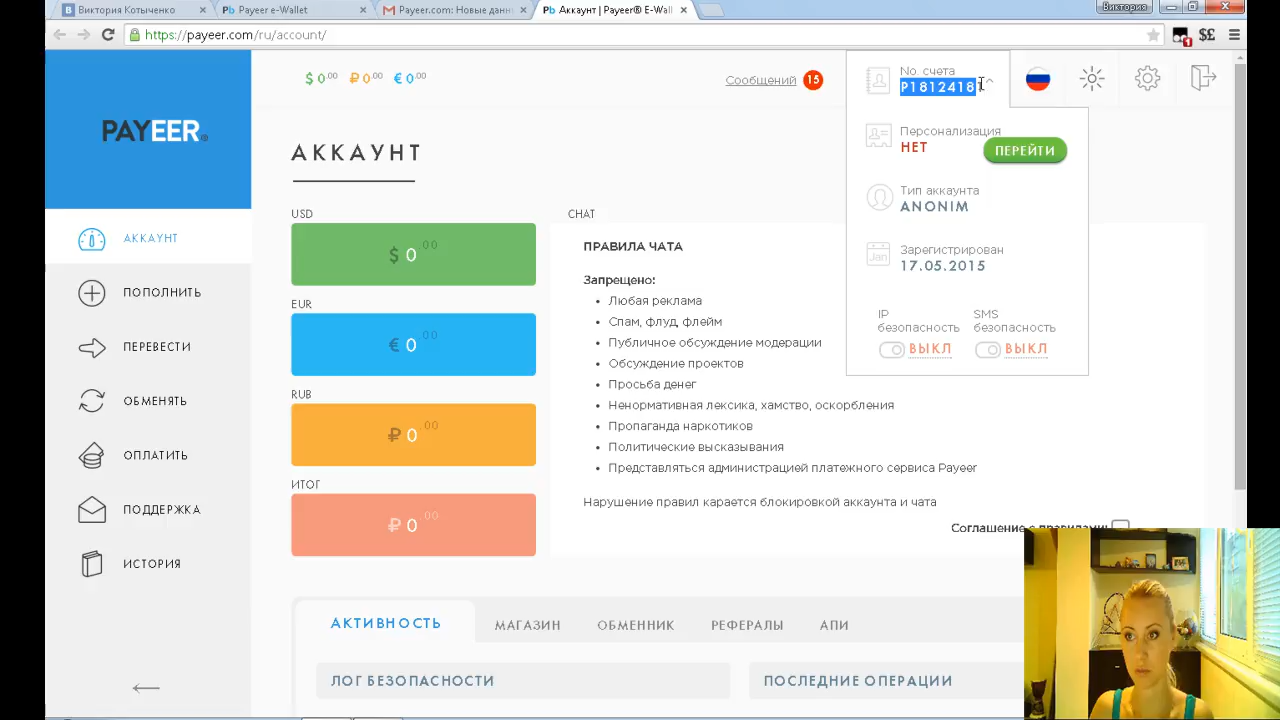 Виктория Котыченко
Payeer e-Wallet
Payeer.com: Новые данн
Аккаунт | Payeer® E-Wal
Виктория
https://payeer.com/ru/account/
PAYEER
$ 0.00 ₽ 0.00 € 0.00
Сообщений 15
No. счета
P1812418
Персонализация
НЕТ
ПЕРЕЙТИ
Тип аккаунта
ANONIM
Jan
Зарегистрирован
17.05.2015
IP безопасность
ВЫКЛ
SMS безопасность
ВЫКЛ
АККАУНТ
АККАУНТ
ПОПОЛНИТЬ
ПЕРЕВЕСТИ
ОБМЕНЯТЬ
ОПЛАТИТЬ
ПОДДЕРЖКА
ИСТОРИЯ
USD
$ 0.00
EUR
€ 0.00
RUB
₽ 0.00
ИТОГ
₽ 0.00
CHAT
ПРАВИЛА ЧАТА
Запрещено:
• Любая реклама
• Спам, флуд, флейм
• Публичное обсуждение модерации
• Обсуждение проектов
• Просьба денег
• Ненормативная лексика, хамство, оскорбления
• Пропаганда наркотиков
• Политические высказывания
• Представляться администрацией платежного сервиса Payeer
Нарушение правил карается блокировкой аккаунта и чата
Соглашение с правилами:
АКТИВНОСТЬ
МАГАЗИН
ОБМЕННИК
РЕФЕРАЛЫ
АПИ
ЛОГ БЕЗОПАСНОСТИ
ПОСЛЕДНИЕ ОПЕРАЦИИ